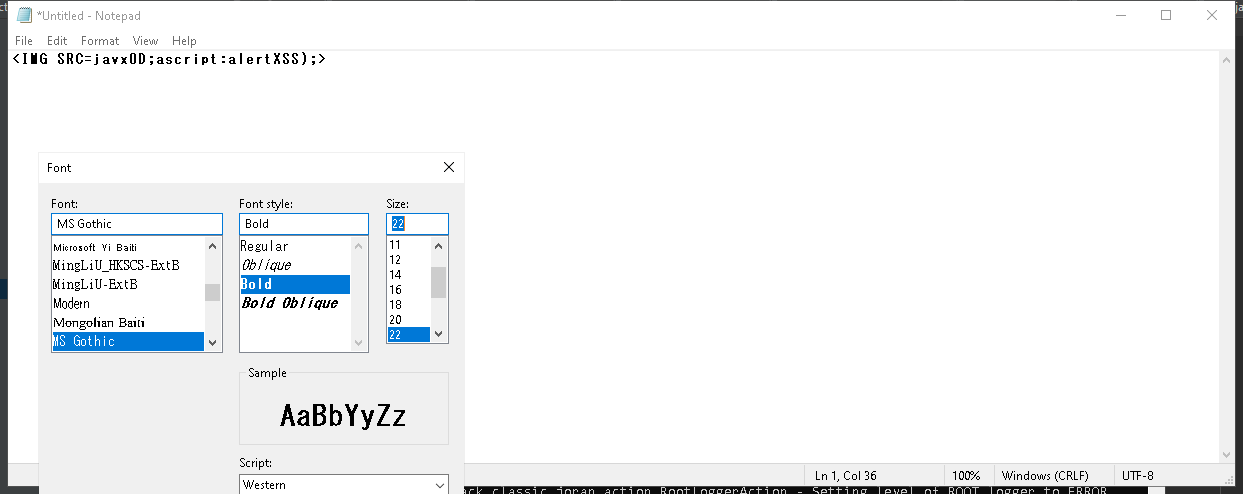 *Untitled - Notepad
File Edit Format View Help
<IMG SRC=javxOD;ascript:alertXSS);>
Font
Font: Font style: Size:
MS Gothic Bold 22
Microsoft Yi Baiti Regular 11
MingLiU_HKSCS-ExtB Oblique 12
MingLiU-ExtB Bold 14
Modern Bold Oblique 16
Mongolian Baiti 18
MS Gothic 20
22
Sample
AaBbYyZz
Script:
Western
Ln 1, Col 36 100% Windows (CRLF) UTF-8
ack.classic.joran.action.RootLoggerAction - Setting level of ROOT logger to ERROR